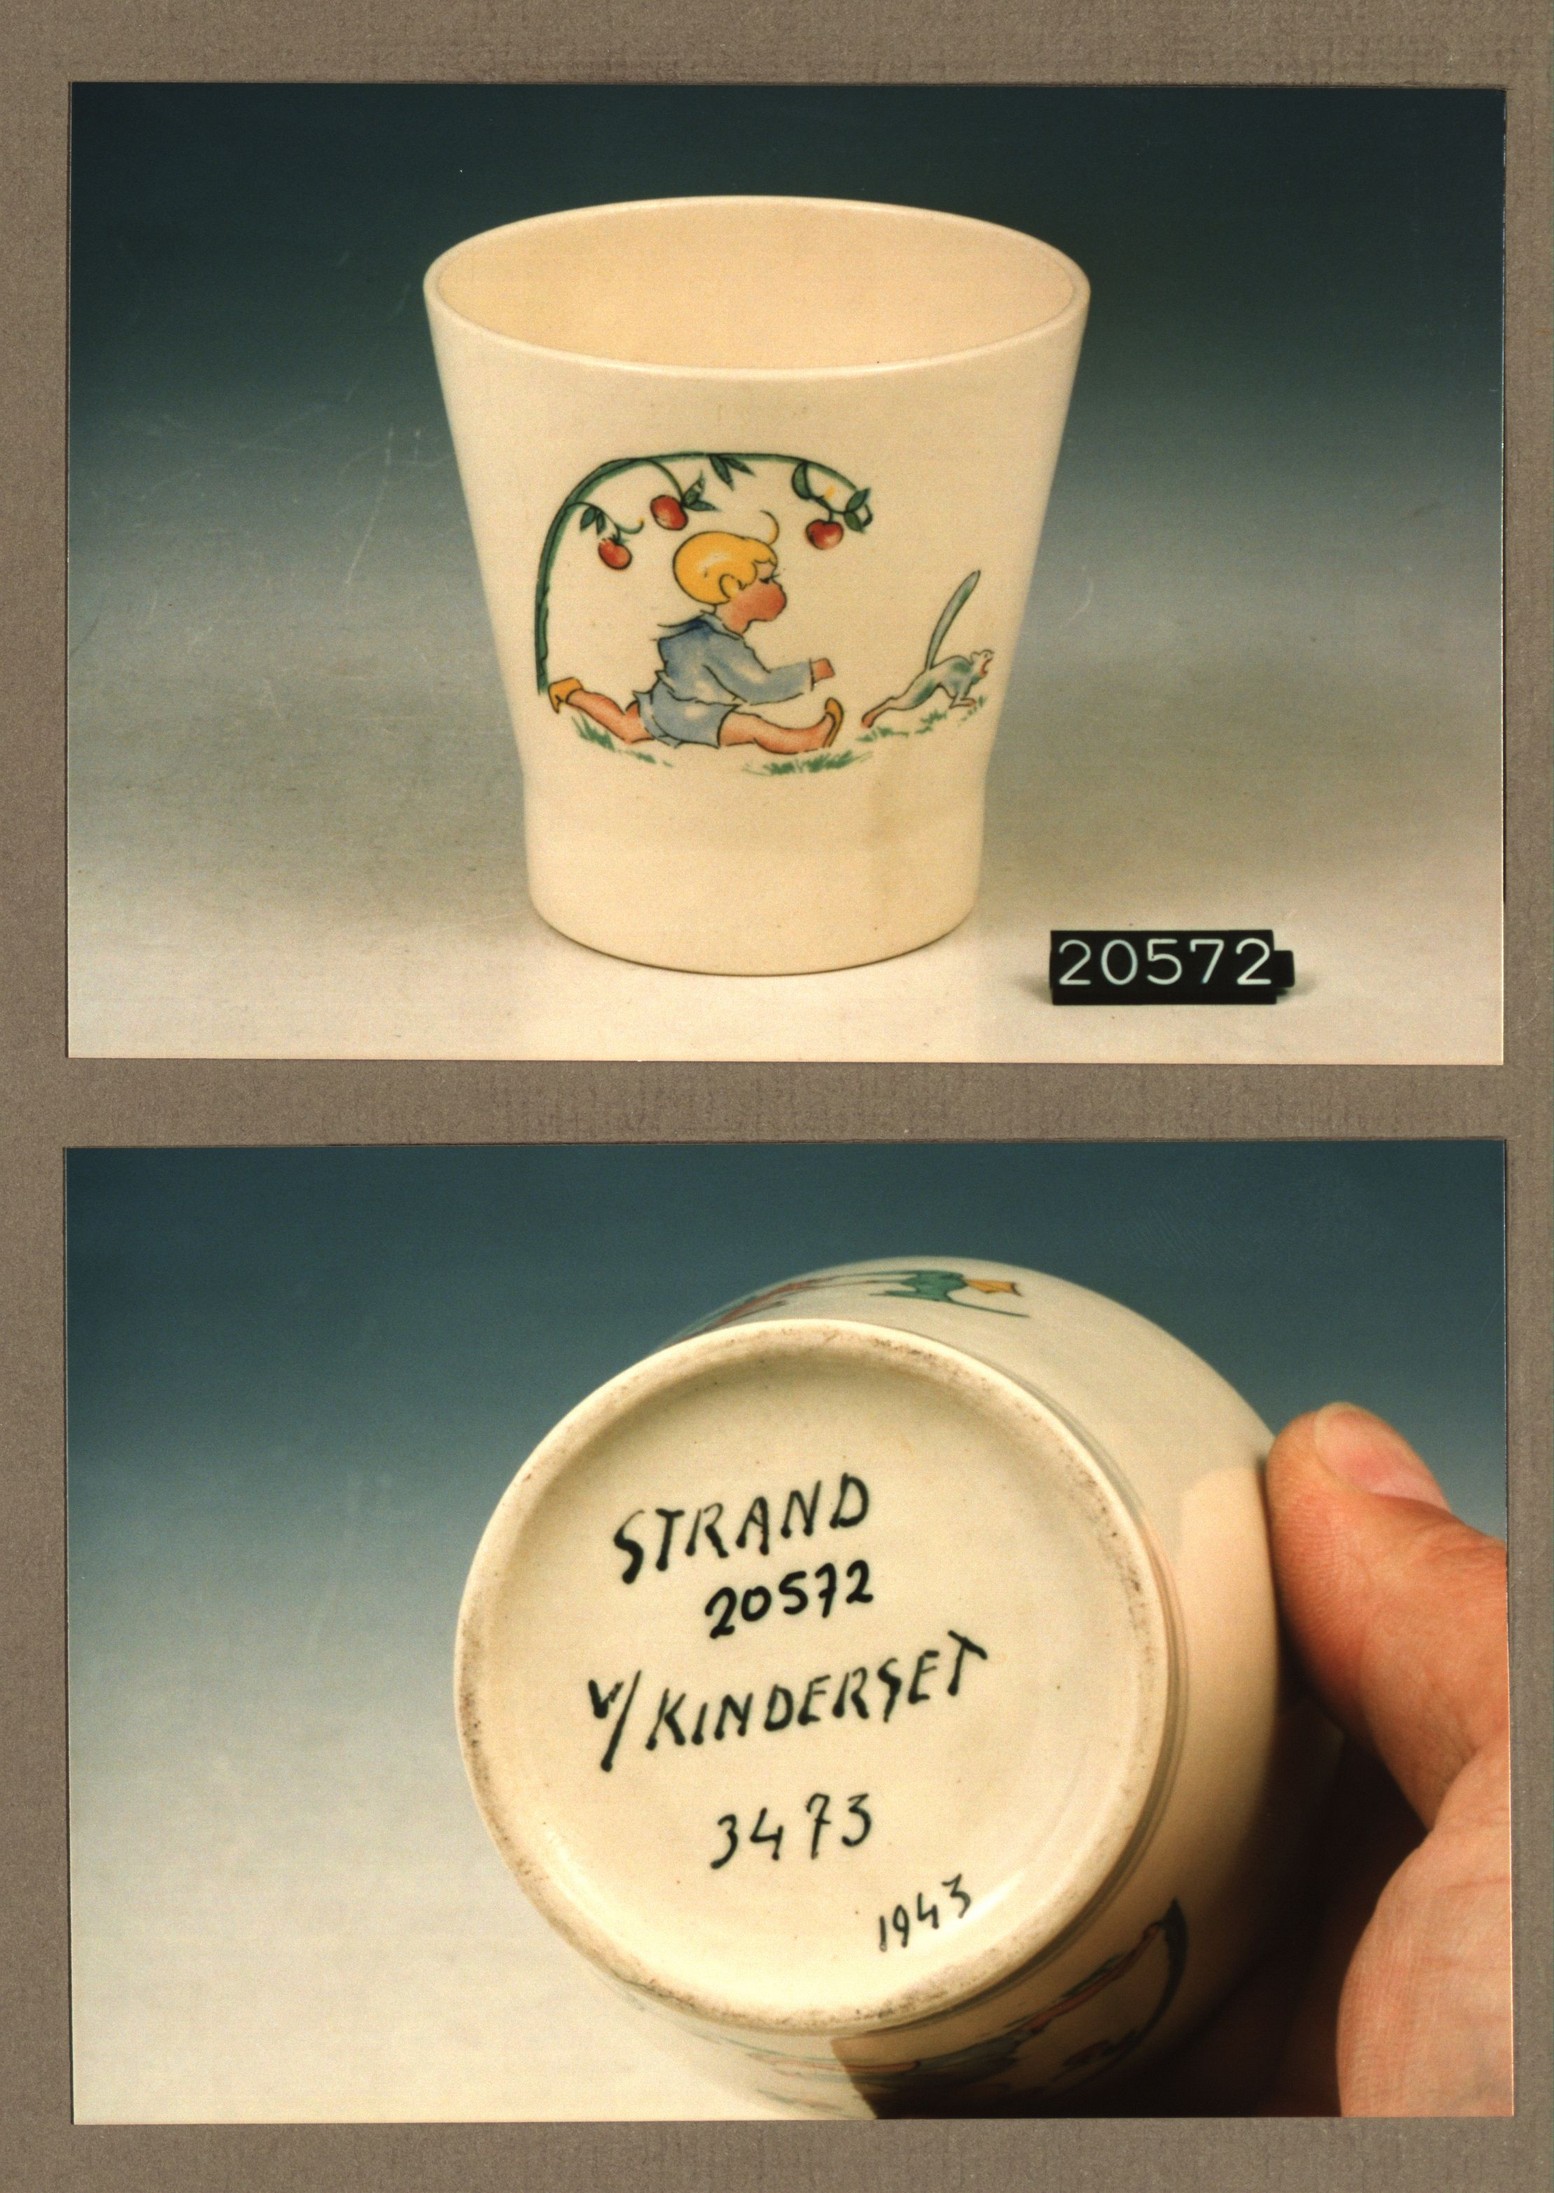 20572
STRAND
20572
V/KINDERSET
3473
1943